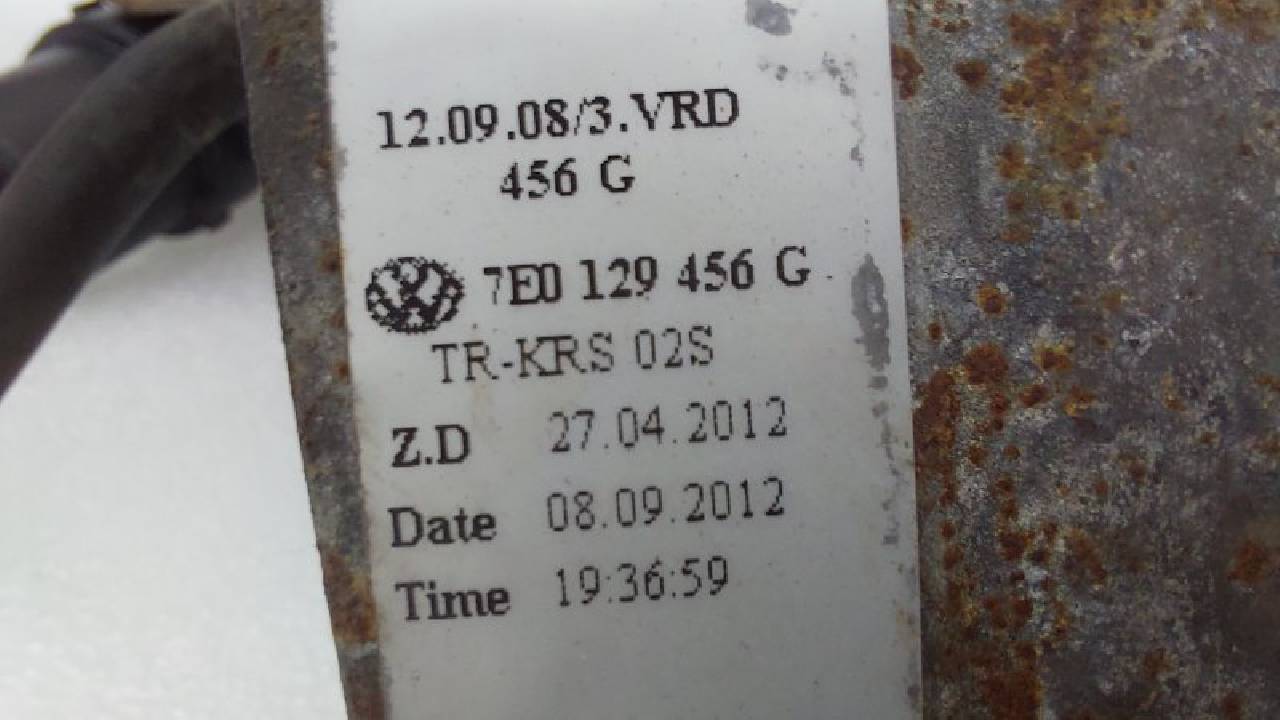 12.09.08/3.VRD
456 G
7E0 129 456 G
TR-KRS 02S
Z.D 27.04.2012
Date 08.09.2012
Time 19:36:59